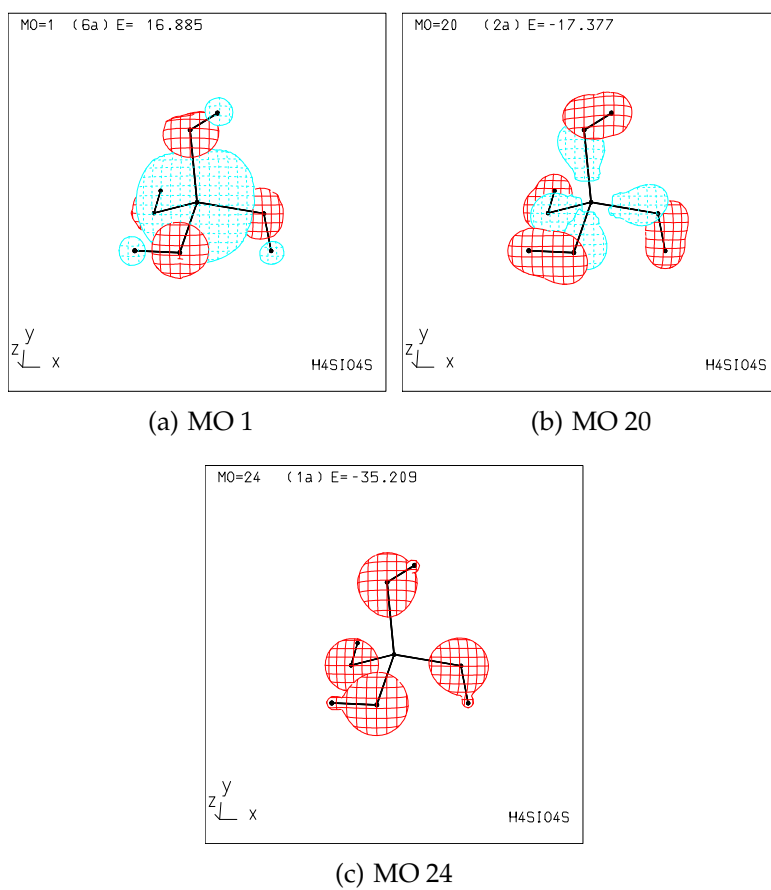 MO=1 (6a) E= 16.885
y
z x
H4SIO4S
(a) MO 1
MO=20 (2a) E=-17.377
y
z x
H4SIO4S
(b) MO 20
MO=24 (1a) E=-35.209
y
z x
H4SIO4S
(c) MO 24